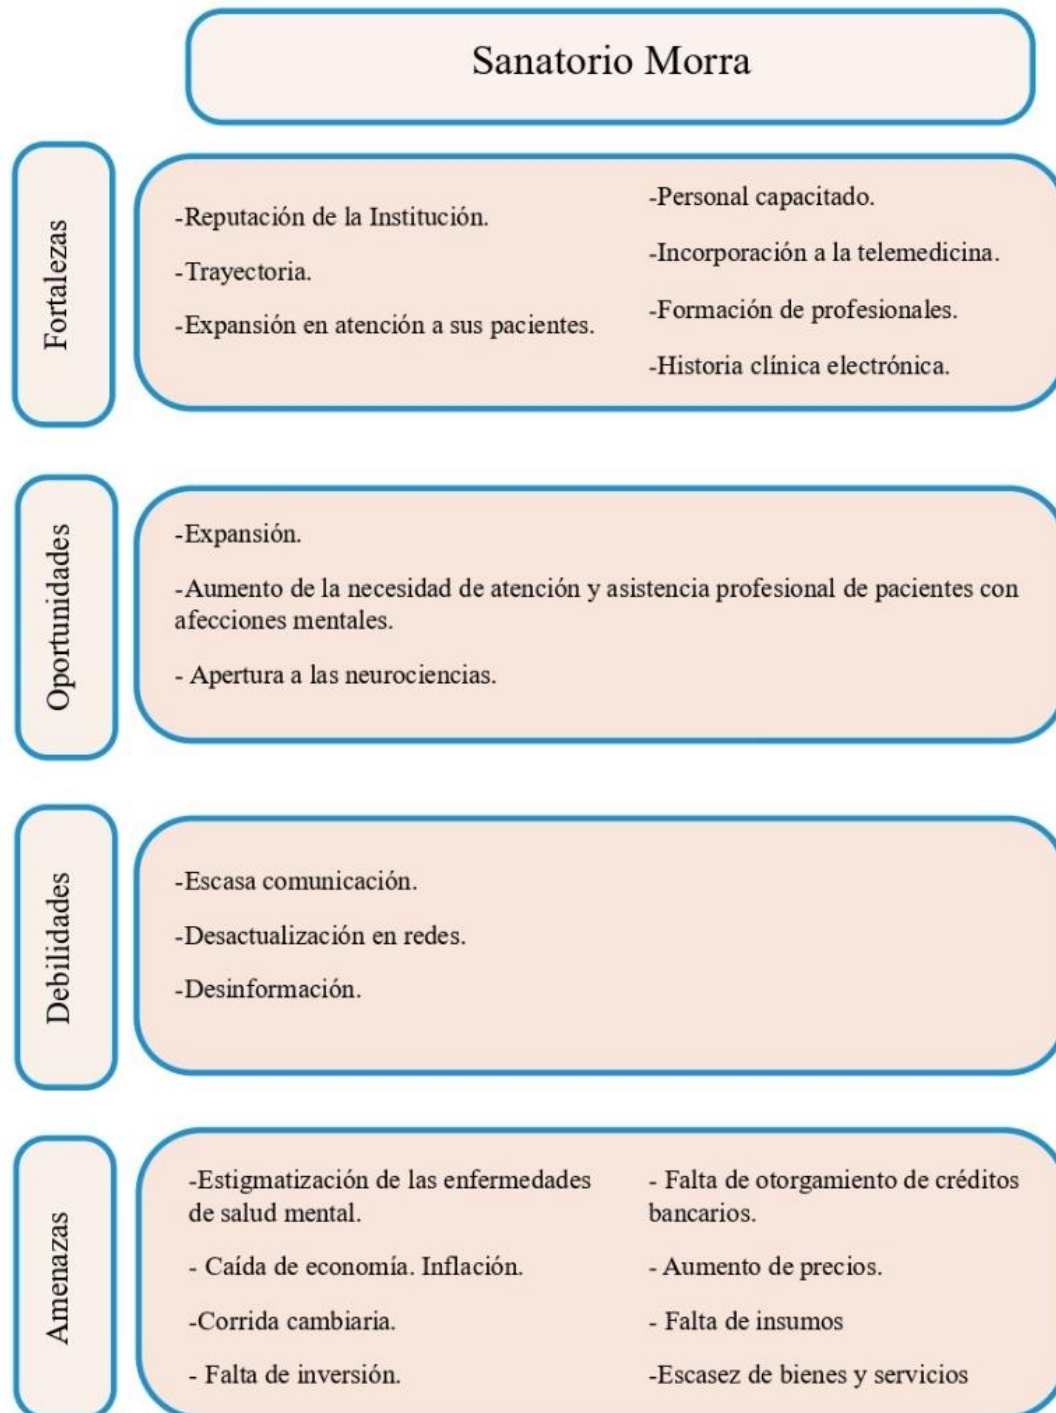 Sanatorio Morra
Fortalezas
-Reputación de la Institución.
-Trayectoria.
-Expansión en atención a sus pacientes.
-Personal capacitado.
-Incorporación a la telemedicina.
-Formación de profesionales.
-Historia clínica electrónica.
Oportunidades
-Expansión.
-Aumento de la necesidad de atención y asistencia profesional de pacientes con
afecciones mentales.
- Apertura a las neurociencias.
Debilidades
-Escasa comunicación.
-Desactualización en redes.
-Desinformación.
Amenazas
-Estigmatización de las enfermedades
de salud mental.
- Caída de economía. Inflación.
-Corrida cambiaria.
- Falta de inversión.
- Falta de otorgamiento de créditos
bancarios.
- Aumento de precios.
- Falta de insumos
-Escasez de bienes y servicios